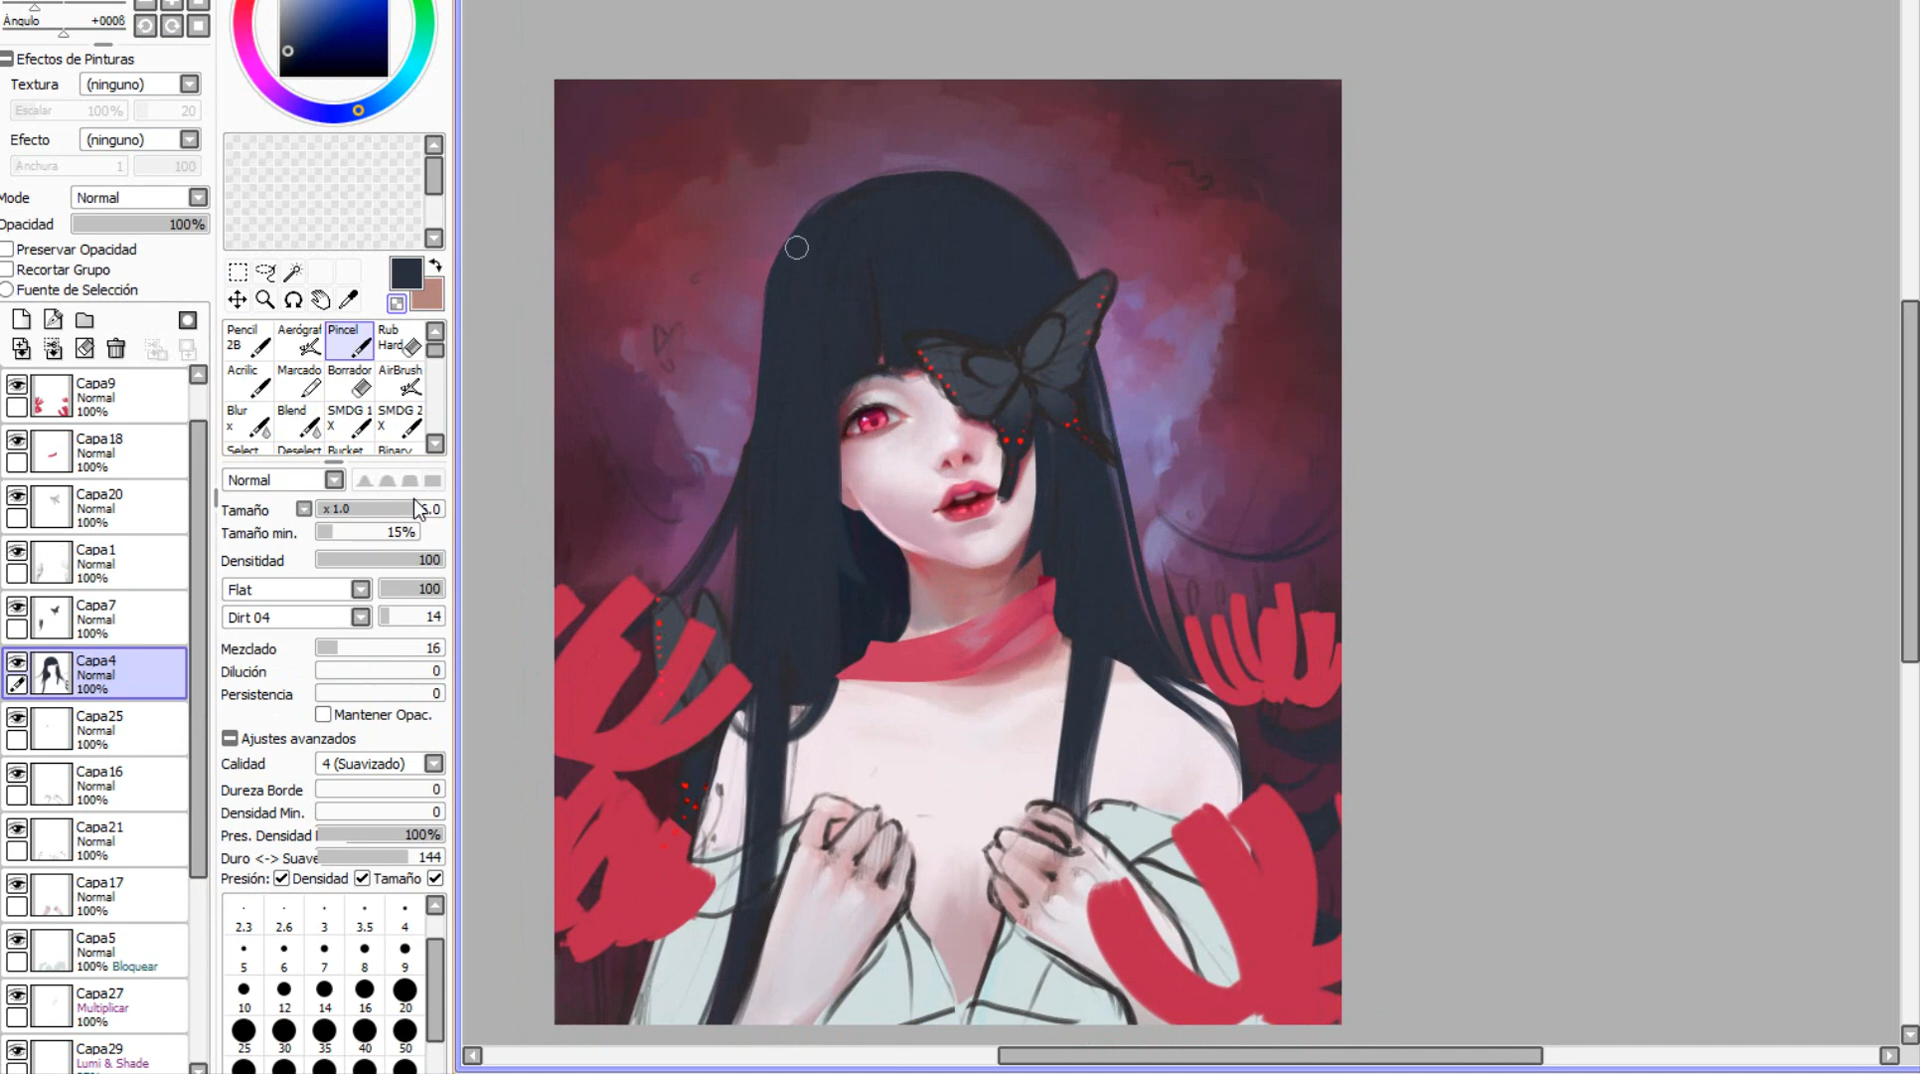 Ángulo +0008
Efectos de Pinturas
Textura (ninguno)
Escalar 100% 20
Efecto (ninguno)
Anchura 1 100
Mode Normal
Opacidad 100%
Preservar Opacidad
Recortar Grupo
Fuente de Selección
Capa9
Normal
100%
Capa18
Normal
100%
Capa20
Normal
100%
Capa1
Normal
100%
Capa7
Normal
100%
Capa4
Normal
100%
Capa25
Normal
100%
Capa16
Normal
100%
Capa21
Normal
100%
Capa17
Normal
100%
Capa5
Normal
100% Bloquear
Capa27
Multiplicar
100%
Capa29
Lumi & Shade
Pencil 2B
Aerógraf
Pincel
Rub Hard
Acrilic
Marcado
Borrador
AirBrush
Blur x
Blend
SMDG 1 X
SMDG 2 X
Select
Deselect
Bucket
Binary
Normal
Tamaño x 1.0
Tamaño min. 15%
Densitidad 100
Flat 100
Dirt 04 14
Mezclado 16
Dilución 0
Persistencia 0
Mantener Opac.
Ajustes avanzados
Calidad 4 (Suavizado)
Dureza Borde 0
Densidad Min. 0
Pres. Densidad 100%
Duro <-> Suave 144
Presión: Densidad Tamaño
2.3 2.6 3 3.5 4
5 6 7 8 9
10 12 14 16 20
25 30 35 40 50